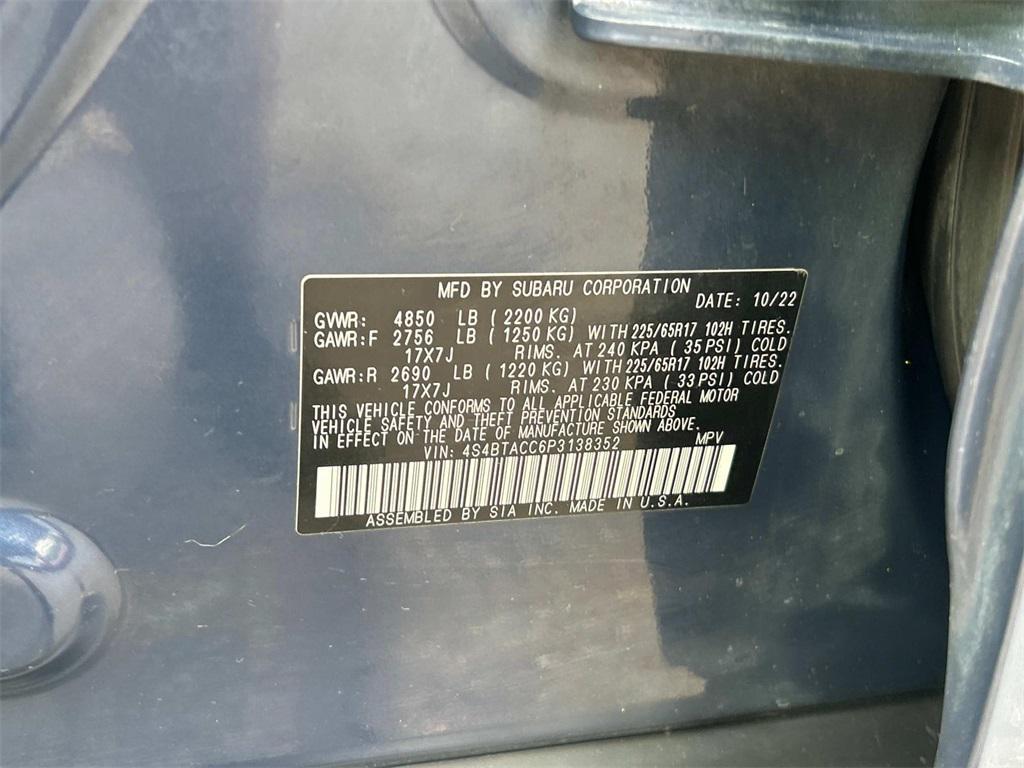 MFD BY SUBARU CORPORATION
DATE: 10/22
GVWR: 4850 LB (2200 KG)
GAWR:F 2756 LB (1250 KG) WITH 225/65R17 102H TIRES.
17X7J RIMS. AT 240 KPA (35 PSI) COLD
GAWR:R 2690 LB (1220 KG) WITH 225/65R17 102H TIRES.
17X7J RIMS. AT 230 KPA (33 PSI) COLD
THIS VEHICLE CONFORMS TO ALL APPLICABLE FEDERAL MOTOR
VEHICLE SAFETY AND THEFT PREVENTION STANDARDS
IN EFFECT ON THE DATE OF MANUFACTURE SHOWN ABOVE.
VIN: 4S4BTACC6P3138352 MPV
ASSEMBLED BY SIA INC. MADE IN U.S.A.